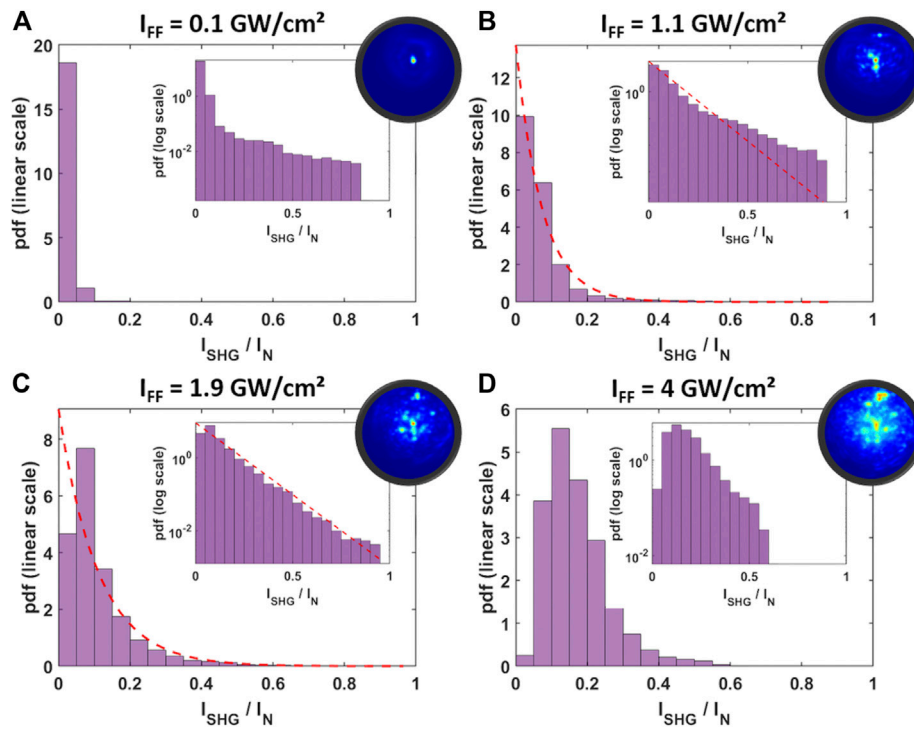 A
I_FF = 0.1 GW/cm²
20
15
10
5
0
pdf (linear scale)
0
0.2
0.4
0.6
0.8
1
I_SHG / I_N
pdf (log scale)
10^0
10^-2
0
0.5
1
I_SHG / I_N
B
I_FF = 1.1 GW/cm²
12
10
8
6
4
2
0
pdf (linear scale)
0
0.2
0.4
0.6
0.8
1
I_SHG / I_N
pdf (log scale)
10^0
0
0.5
1
I_SHG / I_N
C
I_FF = 1.9 GW/cm²
8
6
4
2
0
pdf (linear scale)
0
0.2
0.4
0.6
0.8
1
I_SHG / I_N
pdf (log scale)
10^0
10^-2
0
0.5
1
I_SHG / I_N
D
I_FF = 4 GW/cm²
6
5
4
3
2
1
0
pdf (linear scale)
0
0.2
0.4
0.6
0.8
1
I_SHG / I_N
pdf (log scale)
10^0
10^-2
0
0.5
1
I_SHG / I_N